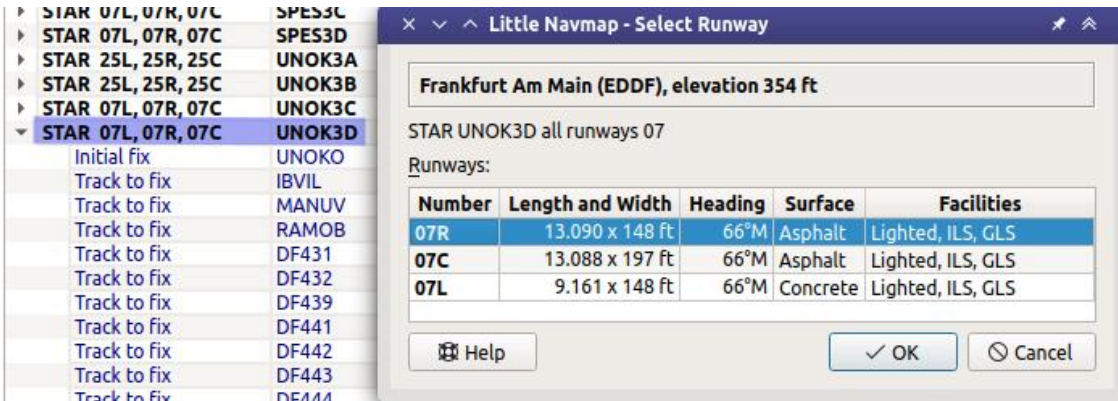 STAR 07L, 07R, 07C SPES3C
STAR 07L, 07R, 07C SPES3D
STAR 25L, 25R, 25C UNOK3A
STAR 25L, 25R, 25C UNOK3B
STAR 07L, 07R, 07C UNOK3C
STAR 07L, 07R, 07C UNOK3D
Initial fix UNOKO
Track to fix IBVIL
Track to fix MANUV
Track to fix RAMOB
Track to fix DF431
Track to fix DF432
Track to fix DF439
Track to fix DF441
Track to fix DF442
Track to fix DF443
Track to fix DF444
Little Navmap - Select Runway
Frankfurt Am Main (EDDF), elevation 354 ft
STAR UNOK3D all runways 07
Runways:
Number Length and Width Heading Surface Facilities
07R 13.090 x 148 ft 66°M Asphalt Lighted, ILS, GLS
07C 13.088 x 197 ft 66°M Asphalt Lighted, ILS, GLS
07L 9.161 x 148 ft 66°M Concrete Lighted, ILS, GLS
Help OK Cancel